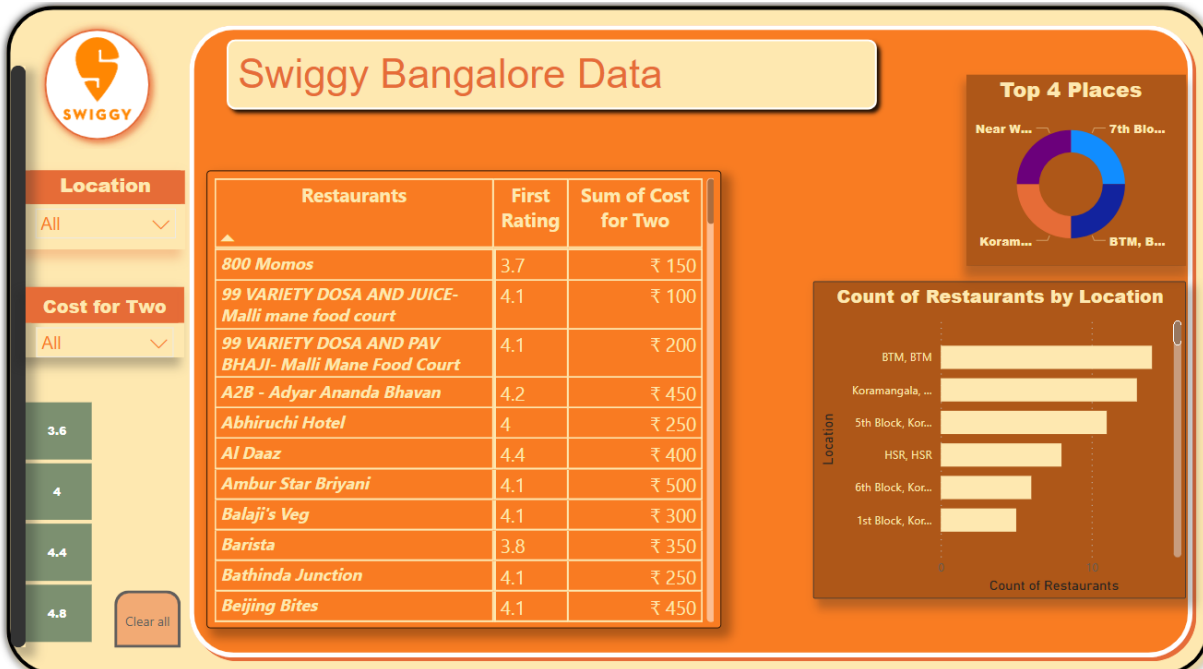 SWIGGY
Swiggy Bangalore Data
Location
All
Cost for Two
All
3.6
4
4.4
4.8
Clear all
Restaurants First Rating Sum of Cost for Two
800 Momos 3.7 ₹ 150
99 VARIETY DOSA AND JUICE-
Malli mane food court 4.1 ₹ 100
99 VARIETY DOSA AND PAV
BHAJI- Malli Mane Food Court 4.1 ₹ 200
A2B - Adyar Ananda Bhavan 4.2 ₹ 450
Abhiruchi Hotel 4 ₹ 250
Al Daaz 4.4 ₹ 400
Ambur Star Briyani 4.1 ₹ 500
Balaji's Veg 4.1 ₹ 300
Barista 3.8 ₹ 350
Bathinda Junction 4.1 ₹ 250
Beijing Bites 4.1 ₹ 450
Top 4 Places
Near W... 7th Blo...
Koram... BTM, B...
Count of Restaurants by Location
Location
BTM, BTM
Koramangala, ...
5th Block, Kor...
HSR, HSR
6th Block, Kor...
1st Block, Kor...
0 10
Count of Restaurants